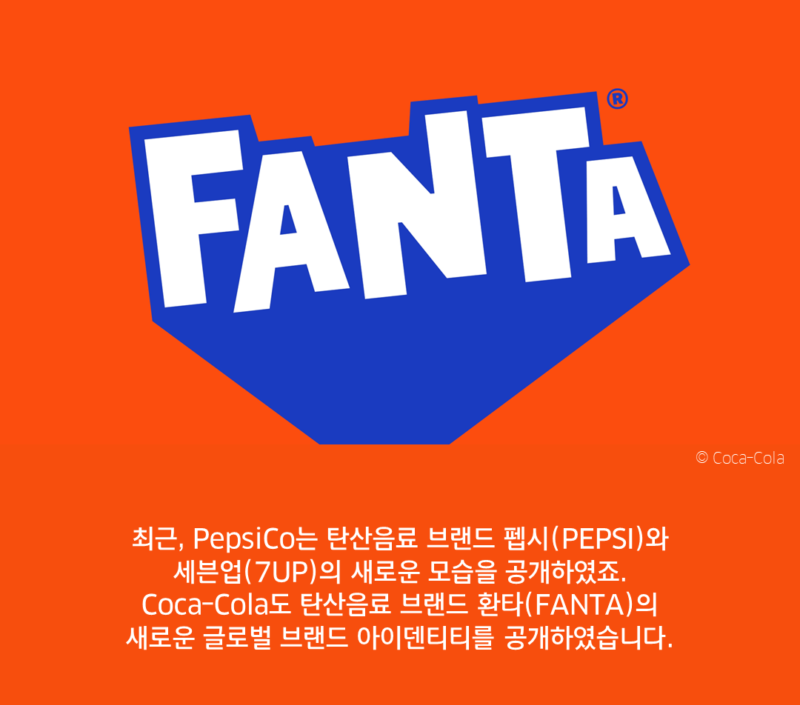 FANTA®
© Coca-Cola
최근, PepsiCo는 탄산음료 브랜드 펩시(PEPSI)와
세븐업(7UP)의 새로운 모습을 공개하였죠.
Coca-Cola도 탄산음료 브랜드 환타(FANTA)의
새로운 글로벌 브랜드 아이덴티티를 공개하였습니다.